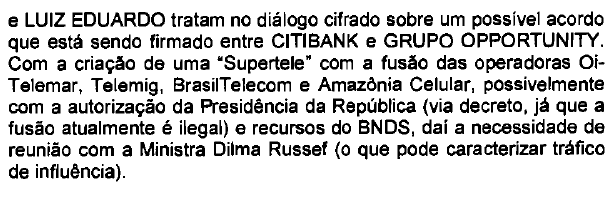 e LUIZ EDUARDO tratam no diálogo cifrado sobre um possível acordo
que está sendo firmado entre CITIBANK e GRUPO OPPORTUNITY.
Com a criação de uma "Supertele" com a fusão das operadoras Oi-
Telemar, Telemig, BrasilTelecom e Amazônia Celular, possivelmente
com a autorização da Presidência da República (via decreto, já que a
fusão atualmente é ilegal) e recursos do BNDS, daí a necessidade de
reunião com a Ministra Dilma Russef (o que pode caracterizar tráfico
de influência).